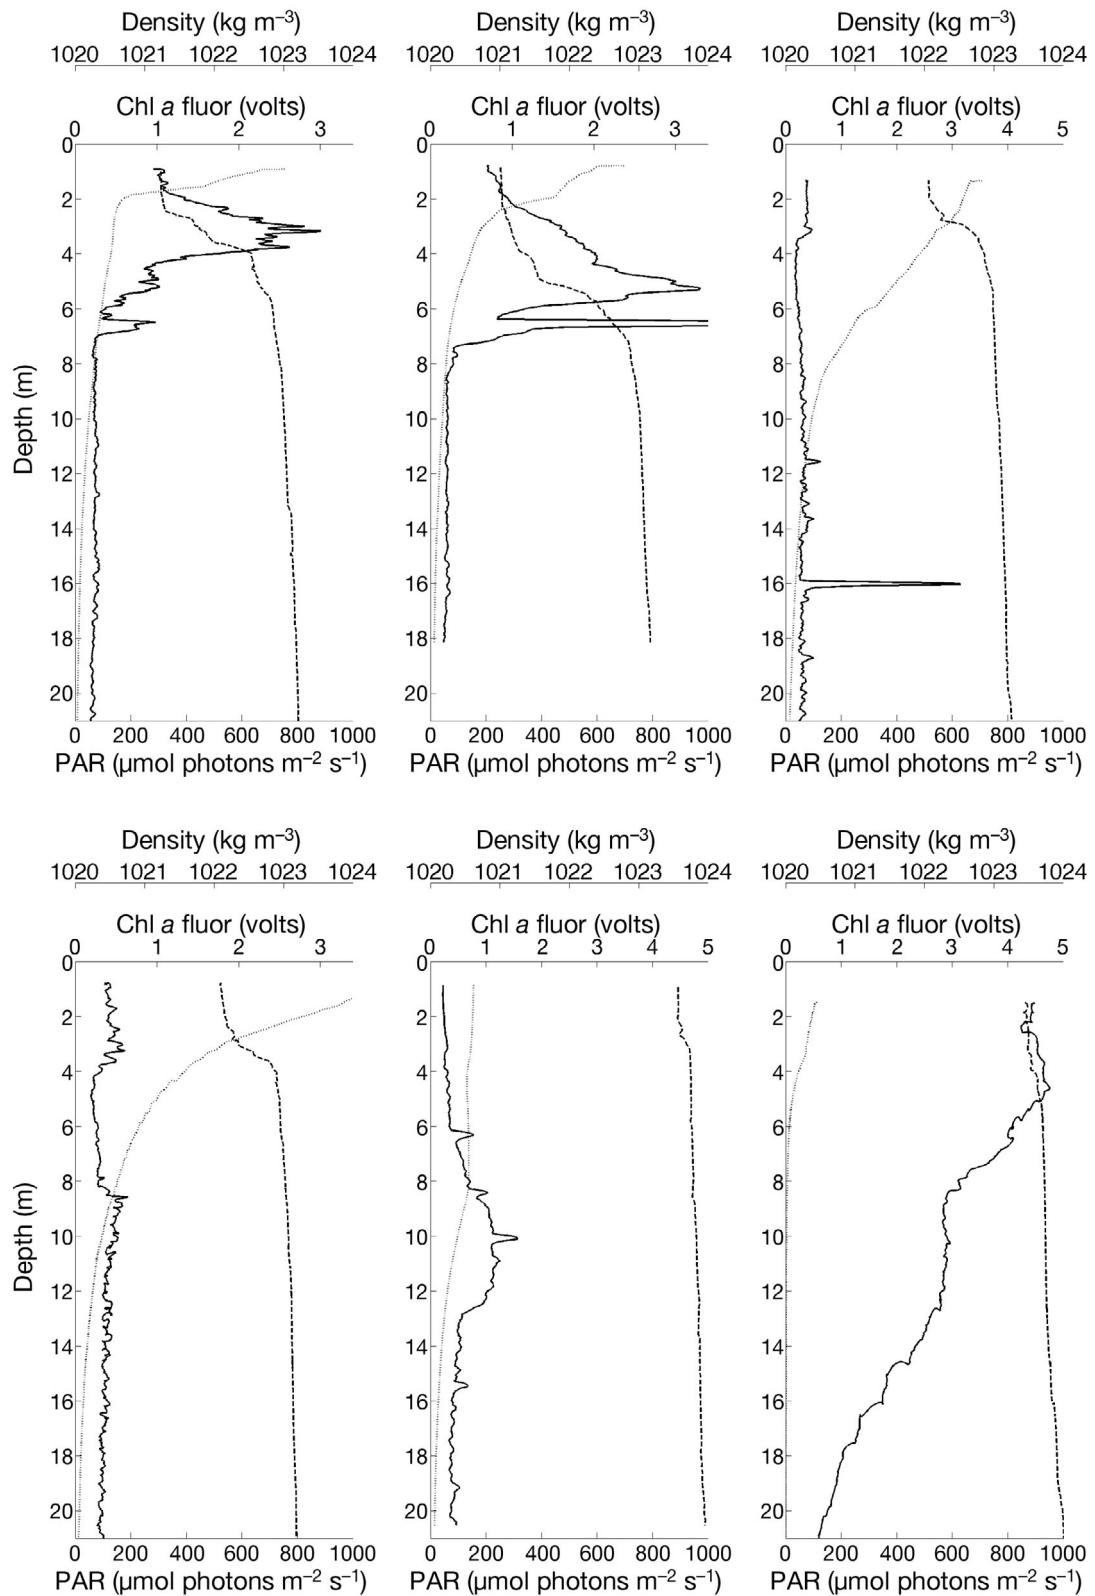 Density (kg m⁻³) Density (kg m⁻³) Density (kg m⁻³)
1020 1021 1022 1023 1024 1020 1021 1022 1023 1024 1020 1021 1022 1023 1024
Chl a fluor (volts) Chl a fluor (volts) Chl a fluor (volts)
0 1 2 3 0 1 2 3 0 1 2 3 4 5
0 0 0
2 2 2
4 4 4
6 6 6
8 8 8
Depth (m)
10 10 10
12 12 12
14 14 14
16 16 16
18 18 18
20 20 20
0 200 400 600 800 1000 0 200 400 600 800 1000 0 200 400 600 800 1000
PAR (µmol photons m⁻² s⁻¹) PAR (µmol photons m⁻² s⁻¹) PAR (µmol photons m⁻² s⁻¹)
Density (kg m⁻³) Density (kg m⁻³) Density (kg m⁻³)
1020 1021 1022 1023 1024 1020 1021 1022 1023 1024 1020 1021 1022 1023 1024
Chl a fluor (volts) Chl a fluor (volts) Chl a fluor (volts)
0 1 2 3 0 1 2 3 4 5 0 1 2 3 4 5
0 0 0
2 2 2
4 4 4
6 6 6
8 8 8
Depth (m)
10 10 10
12 12 12
14 14 14
16 16 16
18 18 18
20 20 20
0 200 400 600 800 1000 0 200 400 600 800 1000 0 200 400 600 800 1000
PAR (µmol photons m⁻² s⁻¹) PAR (µmol photons m⁻² s⁻¹) PAR (µmol photons m⁻² s⁻¹)